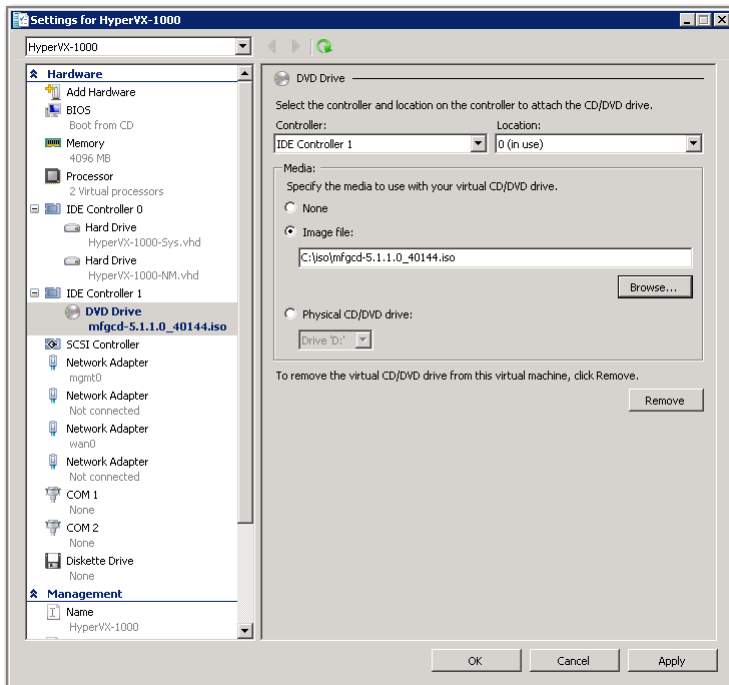 Settings for HyperVX-1000
HyperVX-1000
Hardware
Add Hardware
BIOS
Boot from CD
Memory
4096 MB
Processor
2 Virtual processors
IDE Controller 0
Hard Drive
HyperVX-1000-Sys.vhd
Hard Drive
HyperVX-1000-NM.vhd
IDE Controller 1
DVD Drive
mfgcd-5.1.1.0_40144.iso
SCSI Controller
Network Adapter
mgmt0
Network Adapter
Not connected
Network Adapter
wan0
Network Adapter
Not connected
COM 1
None
COM 2
None
Diskette Drive
None
Management
Name
HyperVX-1000
DVD Drive
Select the controller and location on the controller to attach the CD/DVD drive.
Controller: Location:
IDE Controller 1 0 (in use)
Media:
Specify the media to use with your virtual CD/DVD drive.
None
Image file:
C:\iso\mfgcd-5.1.1.0_40144.iso
Browse...
Physical CD/DVD drive:
Drive 'D:'
To remove the virtual CD/DVD drive from this virtual machine, click Remove.
Remove
OK Cancel Apply